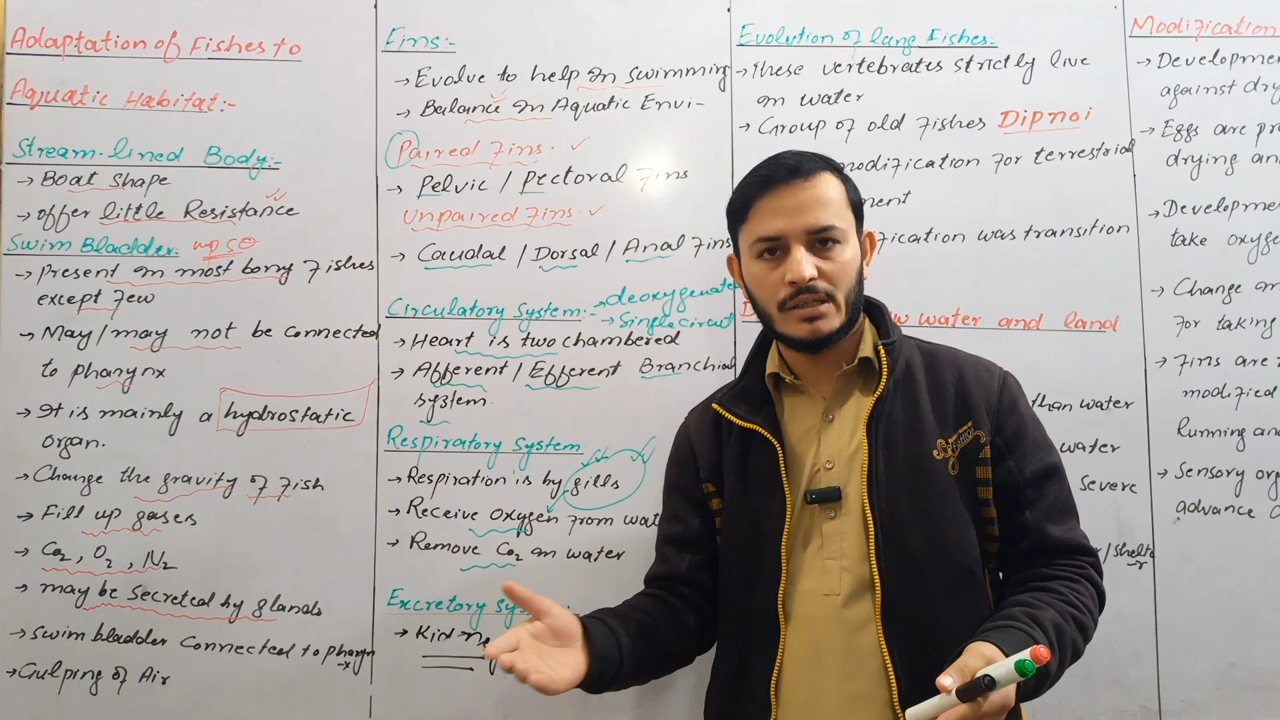 Adaptation of Fishes to
Aquatic Habitat:-
Stream-lined Body:-
→ Boat shape
→ offer little Resistance
Swim Bladder.
→ Present in most bony Fishes
except Few
→ May/may not be connected
to pharynx
→ It is mainly a hydrostatic
organ.
→ Change the gravity of Fish
→ Fill up gases
→ Co2, O2, N2
→ may be secreted by glands
→ swim bladder connected to pharyn
-x
→ Gulping of Air
Fins:-
→ Evolve to help in swimming
→ Balance in Aquatic Envi-
Paired Fins.
→ Pelvic / Pectoral Fins
Unpaired Fins.
→ Caudal / Dorsal / Anal Fins
Circulatory System:-
→ deoxygenate
→ Single circuit
→ Heart is two chambered
→ Afferent / Efferent Branchial
system.
Respiratory System
→ Respiration is by gills
→ Receive oxygen from wat
→ Remove Co2 in water
Excretory Sy
→ Kidne
Evolution of lung Fishes:-
→ These vertebrates strictly live
in water
→ Group of old Fishes Dipnoi
modification for terrestrial
ment
fication was transition
w water and land
than water
water
severe
/shelte
-r
Modification
→ Developmen
against dry
→ Eggs are pr
drying an
→ Developme
take oxyge
→ Change in
For taking
→ Fins are
modified
Running an
→ Sensory org
advance
FASHION